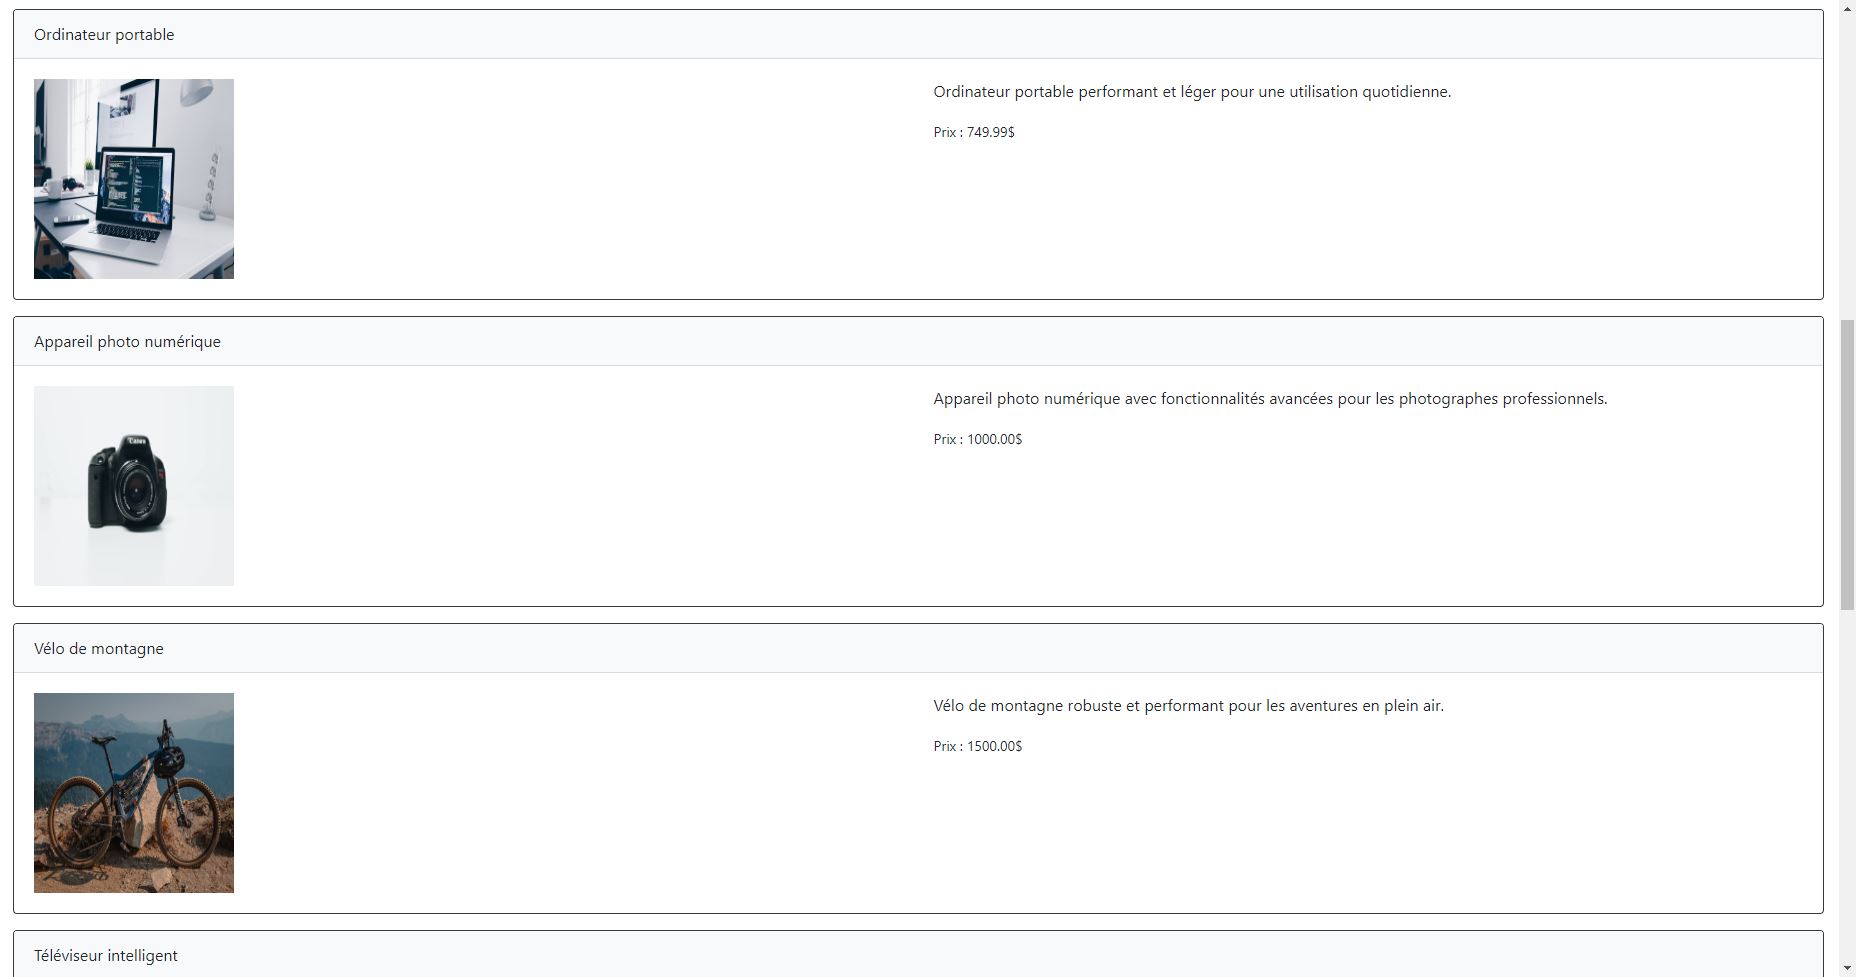 Ordinateur portable
Ordinateur portable performant et léger pour une utilisation quotidienne.
Prix : 749.99$
Appareil photo numérique
Canon
Appareil photo numérique avec fonctionnalités avancées pour les photographes professionnels.
Prix : 1000.00$
Vélo de montagne
Vélo de montagne robuste et performant pour les aventures en plein air.
Prix : 1500.00$
Téléviseur intelligent